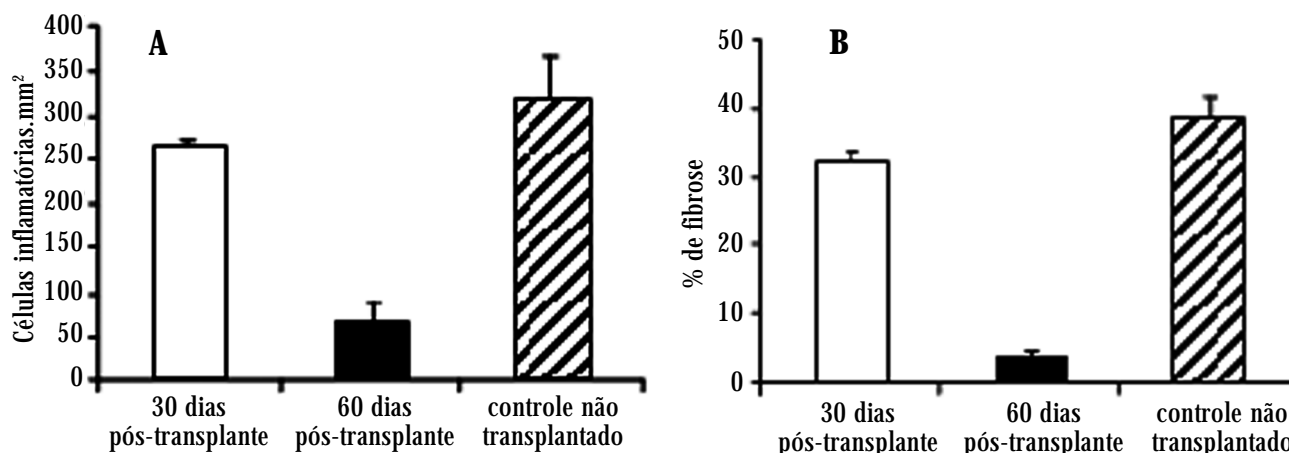 A
Células inflamatórias.mm²
400
350
300
250
200
150
100
50
0
30 dias
pós-transplante
60 dias
pós-transplante
controle não
transplantado
B
% de fibrose
50
40
30
20
10
0
30 dias
pós-transplante
60 dias
pós-transplante
controle não
transplantado